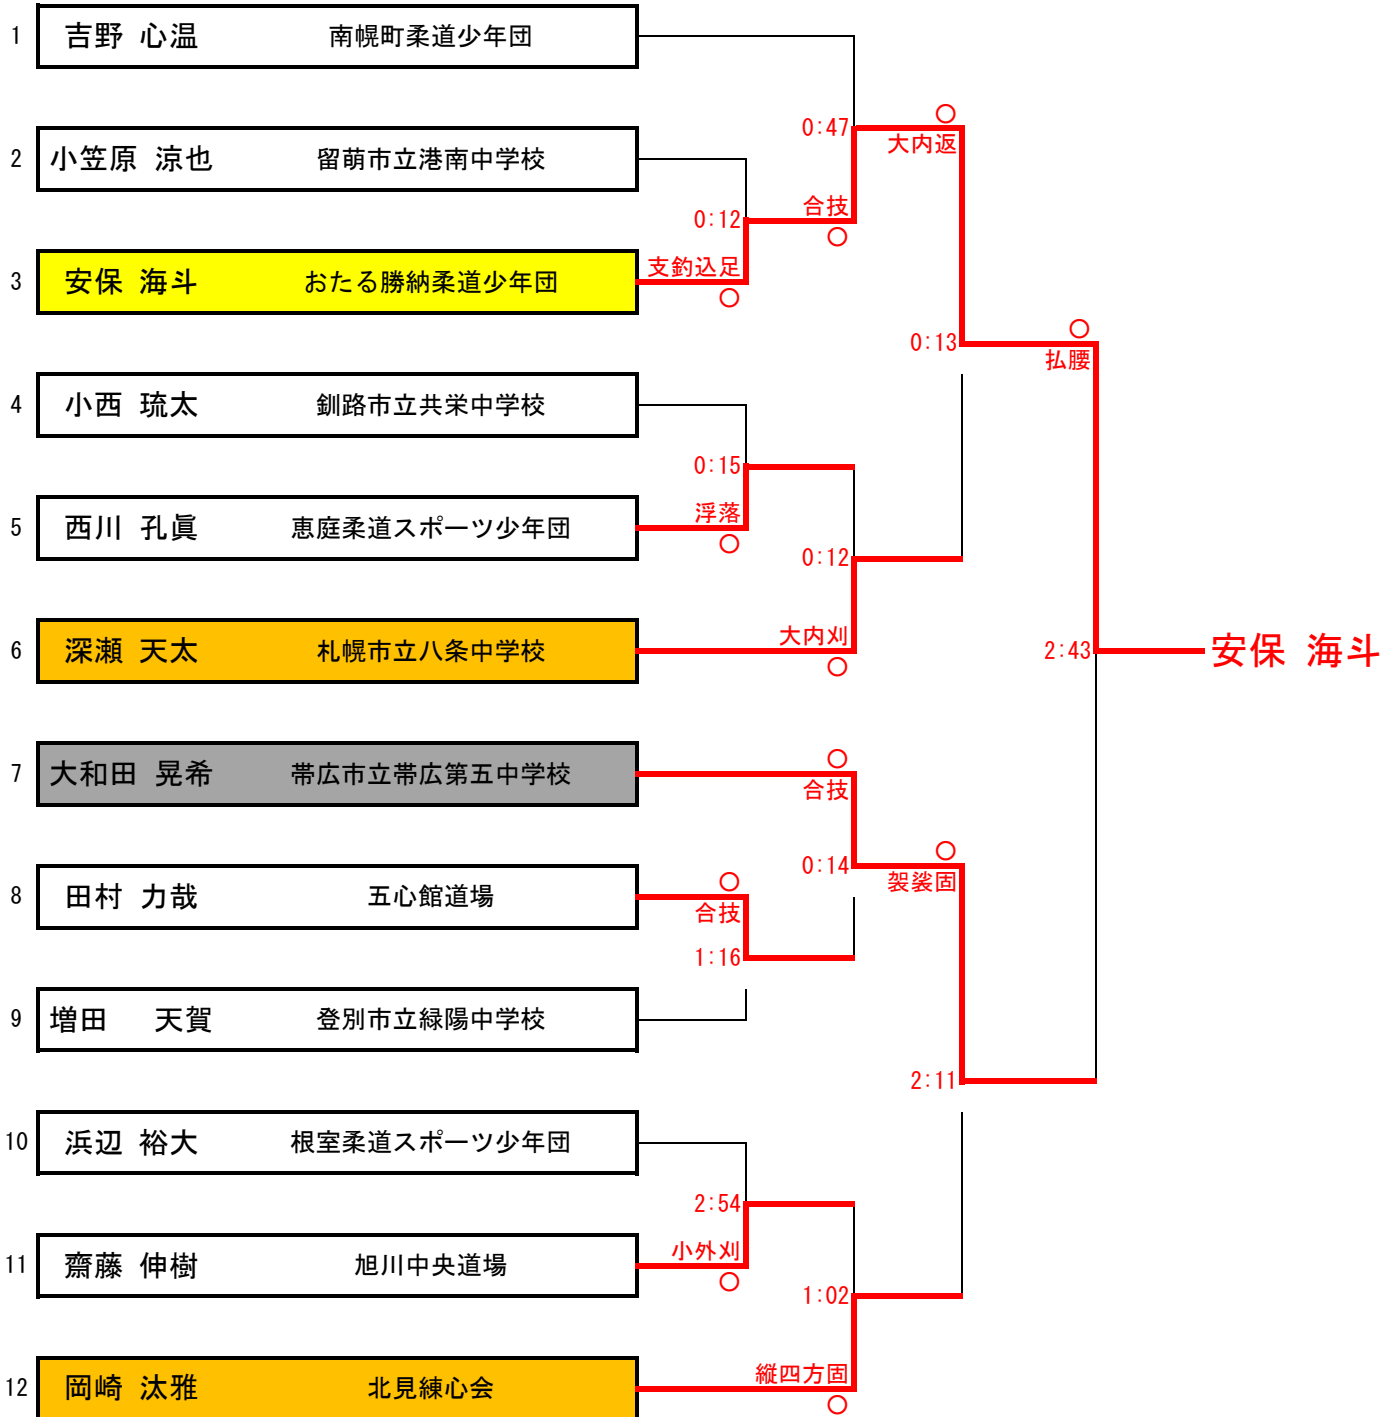 1 吉野 心温 南幌町柔道少年団
0:47 ○ 大内返
2 小笠原 涼也 留萌市立港南中学校
0:12 合技 ○
3 安保 海斗 おたる勝納柔道少年団 支釣込足 ○
0:13 ○ 払腰
4 小西 琉太 釧路市立共栄中学校
0:15
5 西川 孔眞 恵庭柔道スポーツ少年団 浮落 ○
0:12
6 深瀬 天太 札幌市立八条中学校 大内刈 ○
2:43 安保 海斗
7 大和田 晃希 帯広市立帯広第五中学校 ○ 合技
0:14 ○ 袈裟固
8 田村 力哉 五心館道場 ○ 合技
1:16
9 増田 天賀 登別市立緑陽中学校
2:11
10 浜辺 裕大 根室柔道スポーツ少年団
2:54
11 齋藤 伸樹 旭川中央道場 小外刈 ○
1:02
12 岡崎 汰雅 北見練心会 縦四方固 ○